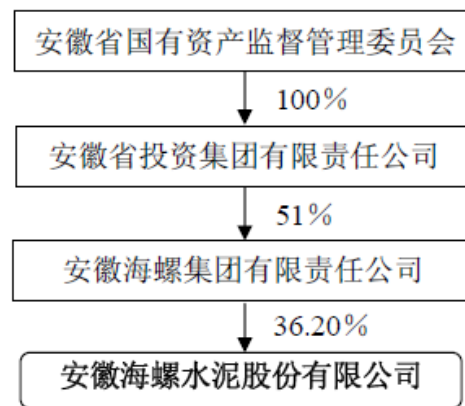 安徽省国有资产监督管理委员会
100%
安徽省投资集团有限责任公司
51%
安徽海螺集团有限责任公司
36.20%
安徽海螺水泥股份有限公司